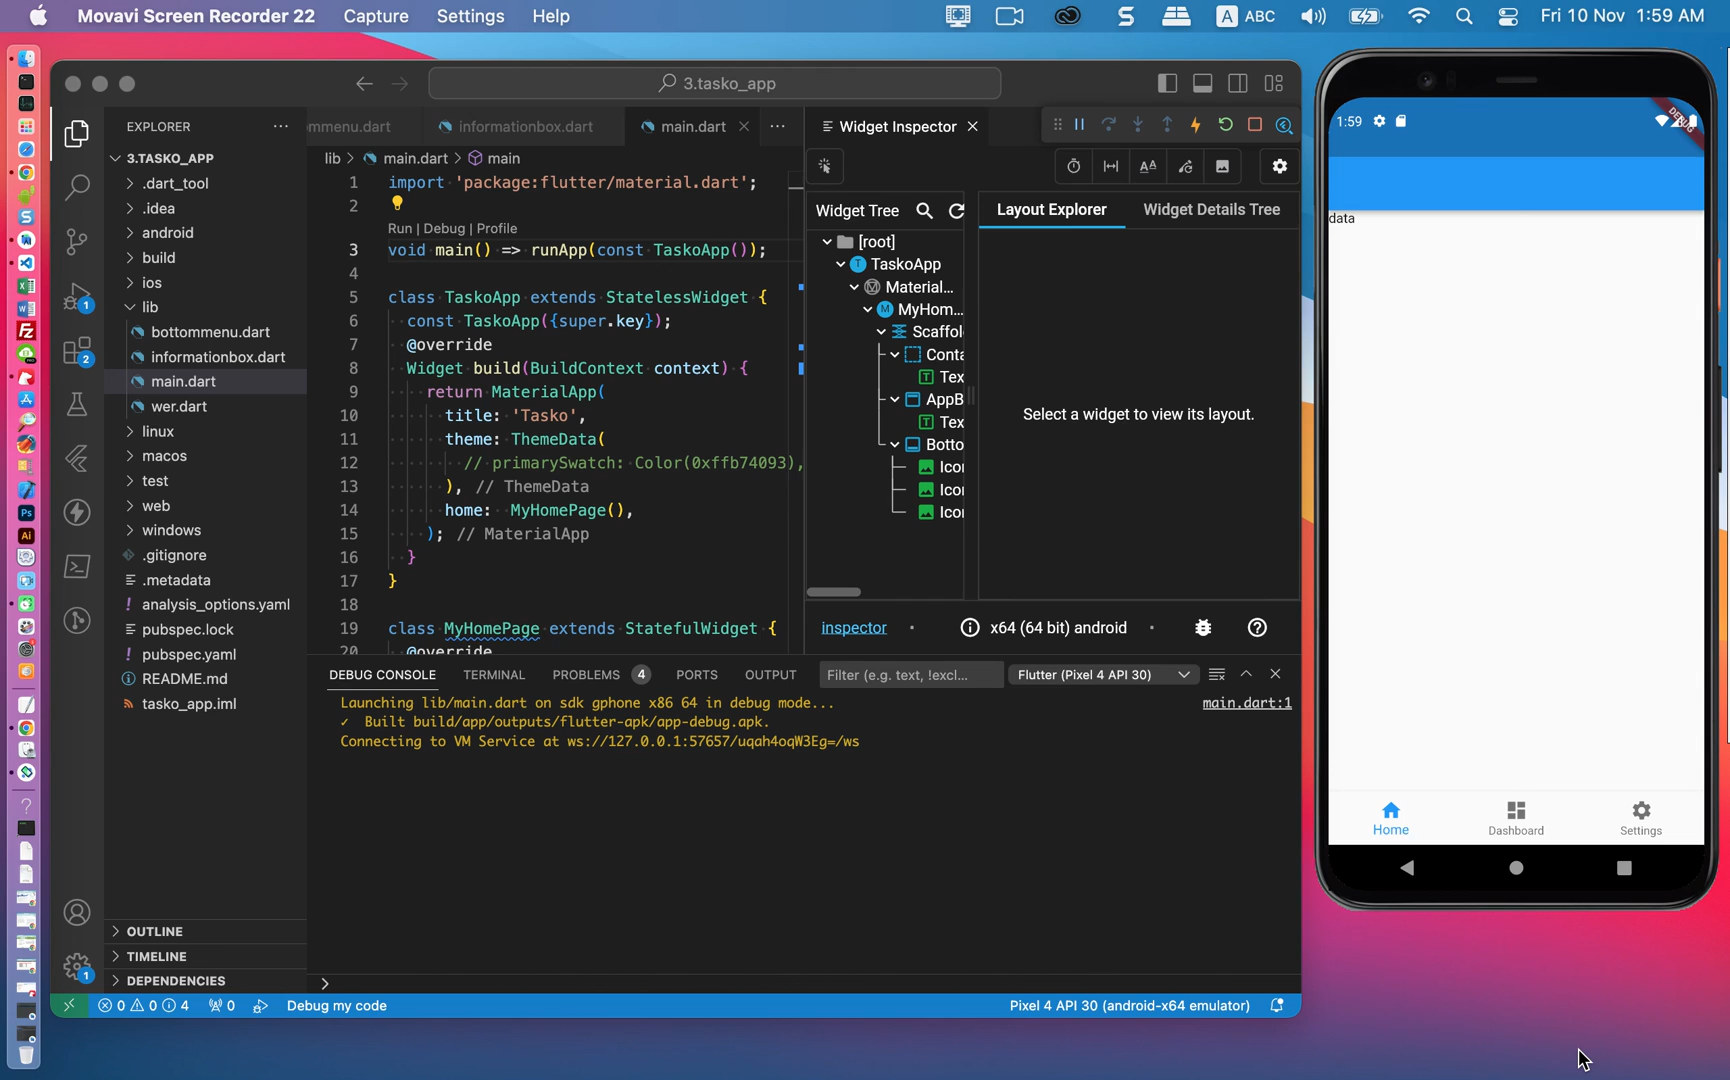 Movavi Screen Recorder 22 Capture Settings Help
A ABC Fri 10 Nov 1:59 AM
3.tasko_app
EXPLORER
3.TASKO_APP
.dart_tool
.idea
android
build
ios
lib
bottommenu.dart
informationbox.dart
main.dart
wer.dart
linux
macos
test
web
windows
.gitignore
.metadata
analysis_options.yaml
pubspec.lock
pubspec.yaml
README.md
tasko_app.iml
OUTLINE
TIMELINE
DEPENDENCIES
1
2
1
ommenu.dart informationbox.dart main.dart
lib > main.dart > main
1 import 'package:flutter/material.dart';
2
Run | Debug | Profile
3 void main() => runApp(const TaskoApp());
4
5 class TaskoApp extends StatelessWidget {
6 const TaskoApp({super.key});
7 @override
8 Widget build(BuildContext context) {
9 return MaterialApp(
10 title: 'Tasko',
11 theme: ThemeData(
12 // primarySwatch: Color(0xffb74093),
13 ), // ThemeData
14 home: MyHomePage(),
15 ); // MaterialApp
16 }
17 }
18
19 class MyHomePage extends StatefulWidget {
20 @override
Widget Inspector
Widget Tree
Layout Explorer Widget Details Tree
[root]
TaskoApp
Material...
MyHom...
Scaffol
Conta
Tex
AppB
Tex
Botto
Ico
Ico
Ico
Select a widget to view its layout.
inspector x64 (64 bit) android
DEBUG CONSOLE TERMINAL PROBLEMS 4 PORTS OUTPUT Filter (e.g. text, !excl... Flutter (Pixel 4 API 30)
Launching lib/main.dart on sdk gphone x86 64 in debug mode... main.dart:1
✓ Built build/app/outputs/flutter-apk/app-debug.apk.
Connecting to VM Service at ws://127.0.0.1:57657/uqah4oqW3Eg=/ws
0 0 4 0 Debug my code Pixel 4 API 30 (android-x64 emulator)
1:59
DEBUG
data
Home Dashboard Settings
Ps
Ai